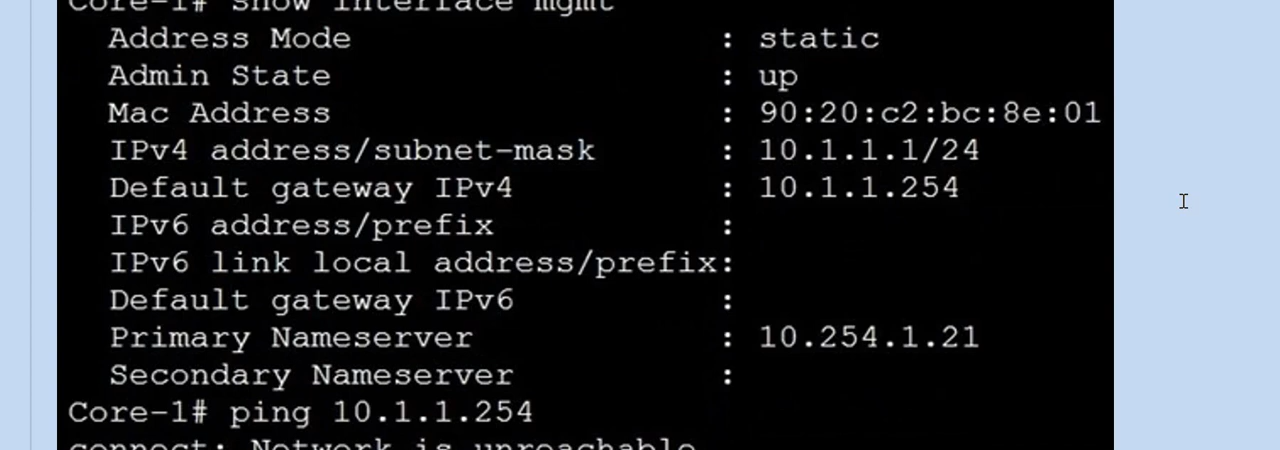 Core-1# show interface mgmt
Address Mode : static
Admin State : up
Mac Address : 90:20:c2:bc:8e:01
IPv4 address/subnet-mask : 10.1.1.1/24
Default gateway IPv4 : 10.1.1.254
IPv6 address/prefix :
IPv6 link local address/prefix:
Default gateway IPv6 :
Primary Nameserver : 10.254.1.21
Secondary Nameserver :
Core-1# ping 10.1.1.254
connect: Network is unreachable